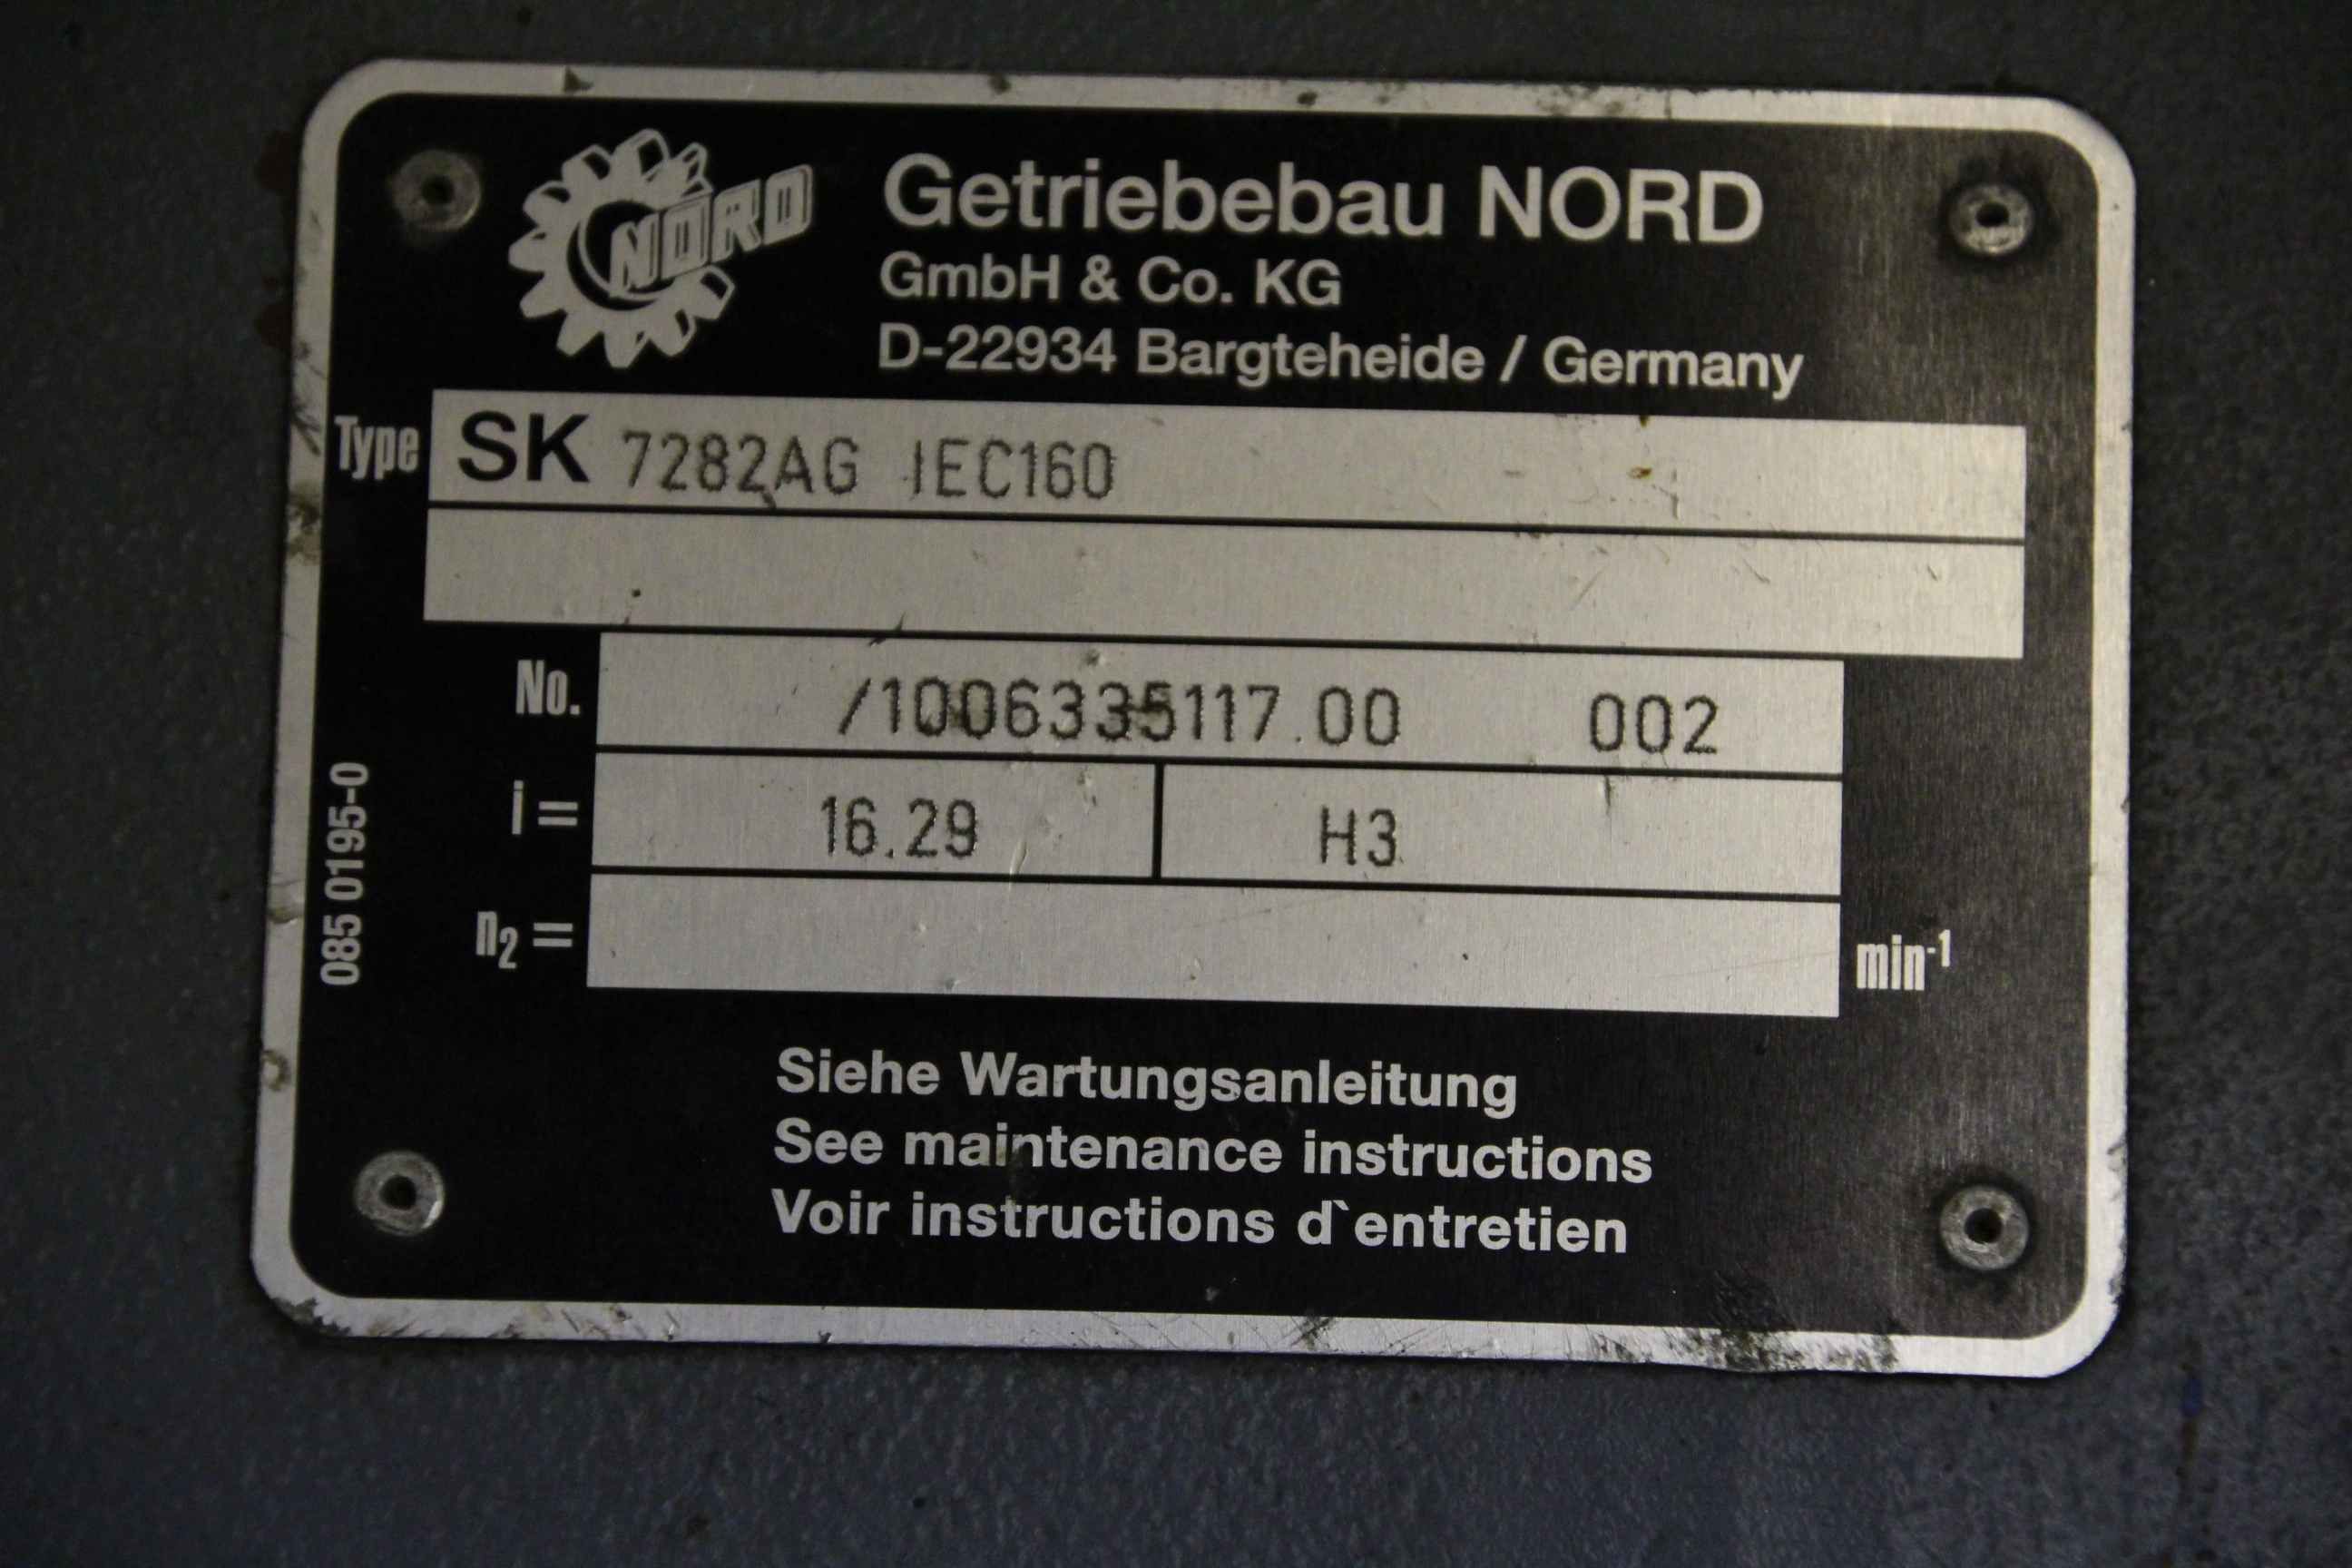 NORD
Getriebebau NORD
GmbH & Co. KG
D-22934 Bargteheide / Germany
Type SK 7282AG IEC160
No. /1006335117.00 002
i = 16.29 H3
n₂ = min⁻¹
085 0195-0
Siehe Wartungsanleitung
See maintenance instructions
Voir instructions d`entretien